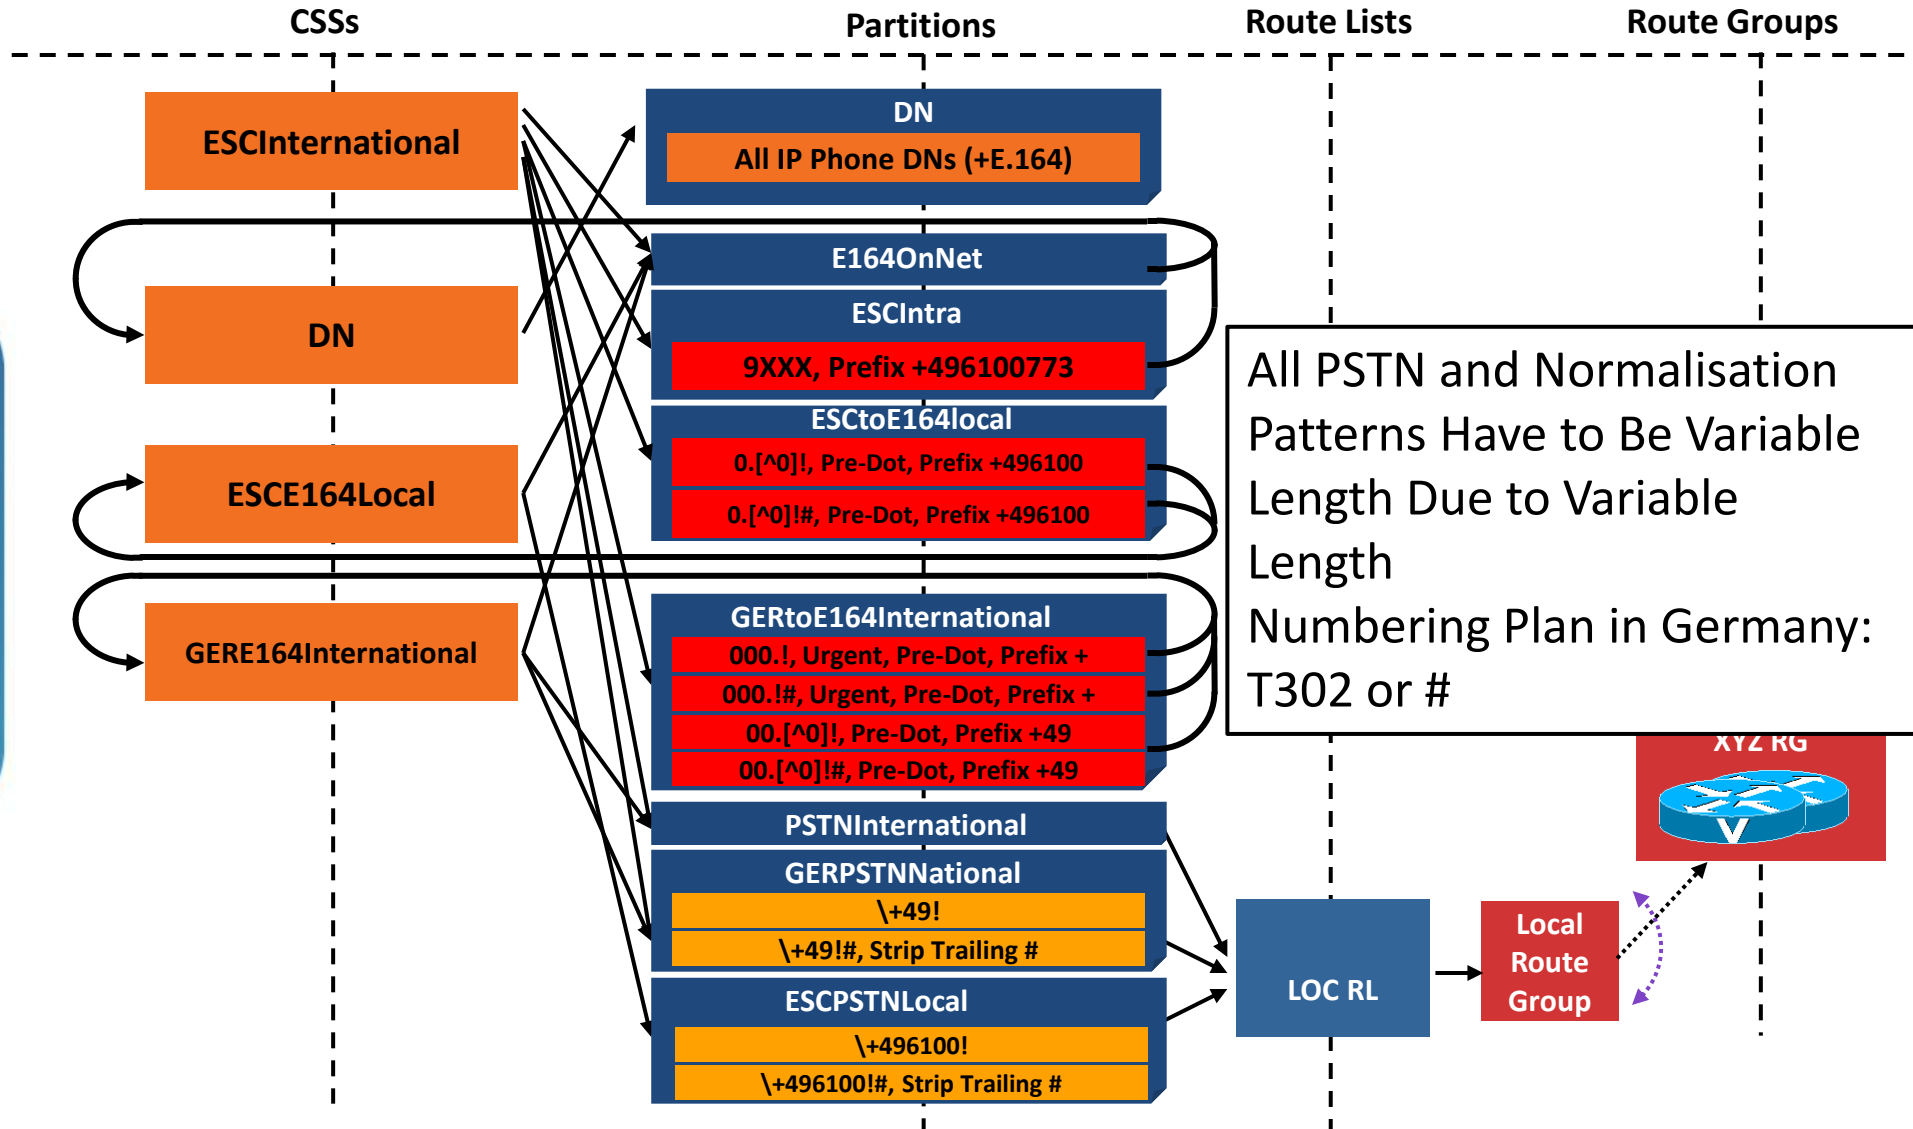 CSSs
Partitions
Route Lists
Route Groups
ESCInternational
DN
ESCE164Local
GERE164International
DN
All IP Phone DNs (+E.164)
E164OnNet
ESCIntra
9XXX, Prefix +496100773
ESCtoE164local
0.[^0]!, Pre-Dot, Prefix +496100
0.[^0]!#, Pre-Dot, Prefix +496100
GERtoE164International
000.!, Urgent, Pre-Dot, Prefix +
000.!#, Urgent, Pre-Dot, Prefix +
00.[^0]!, Pre-Dot, Prefix +49
00.[^0]!#, Pre-Dot, Prefix +49
PSTNInternational
GERPSTNNational
\+49!
\+49!#, Strip Trailing #
ESCPSTNLocal
\+496100!
\+496100!#, Strip Trailing #
LOC RL
Local
Route
Group
All PSTN and Normalisation
Patterns Have to Be Variable
Length Due to Variable
Length
Numbering Plan in Germany:
T302 or #
XYZ RG
V